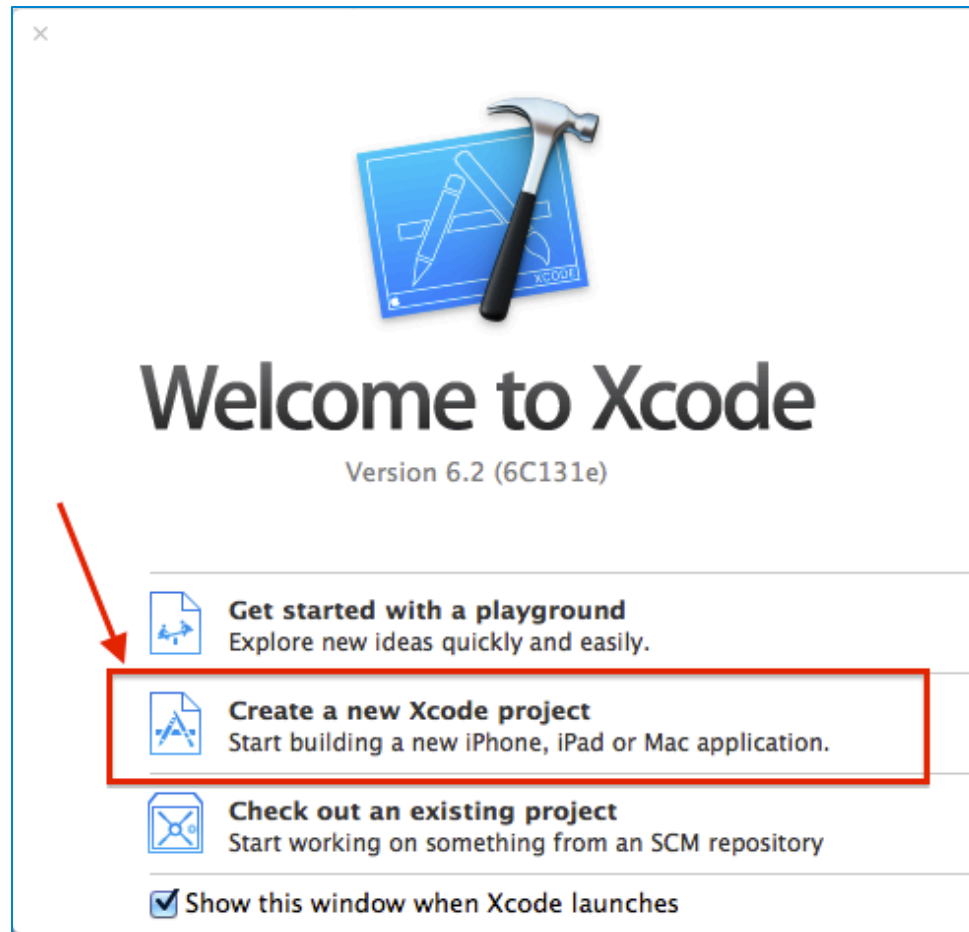 XCODE
Welcome to Xcode
Version 6.2 (6C131e)
Get started with a playground
Explore new ideas quickly and easily.
Create a new Xcode project
Start building a new iPhone, iPad or Mac application.
Check out an existing project
Start working on something from an SCM repository
Show this window when Xcode launches